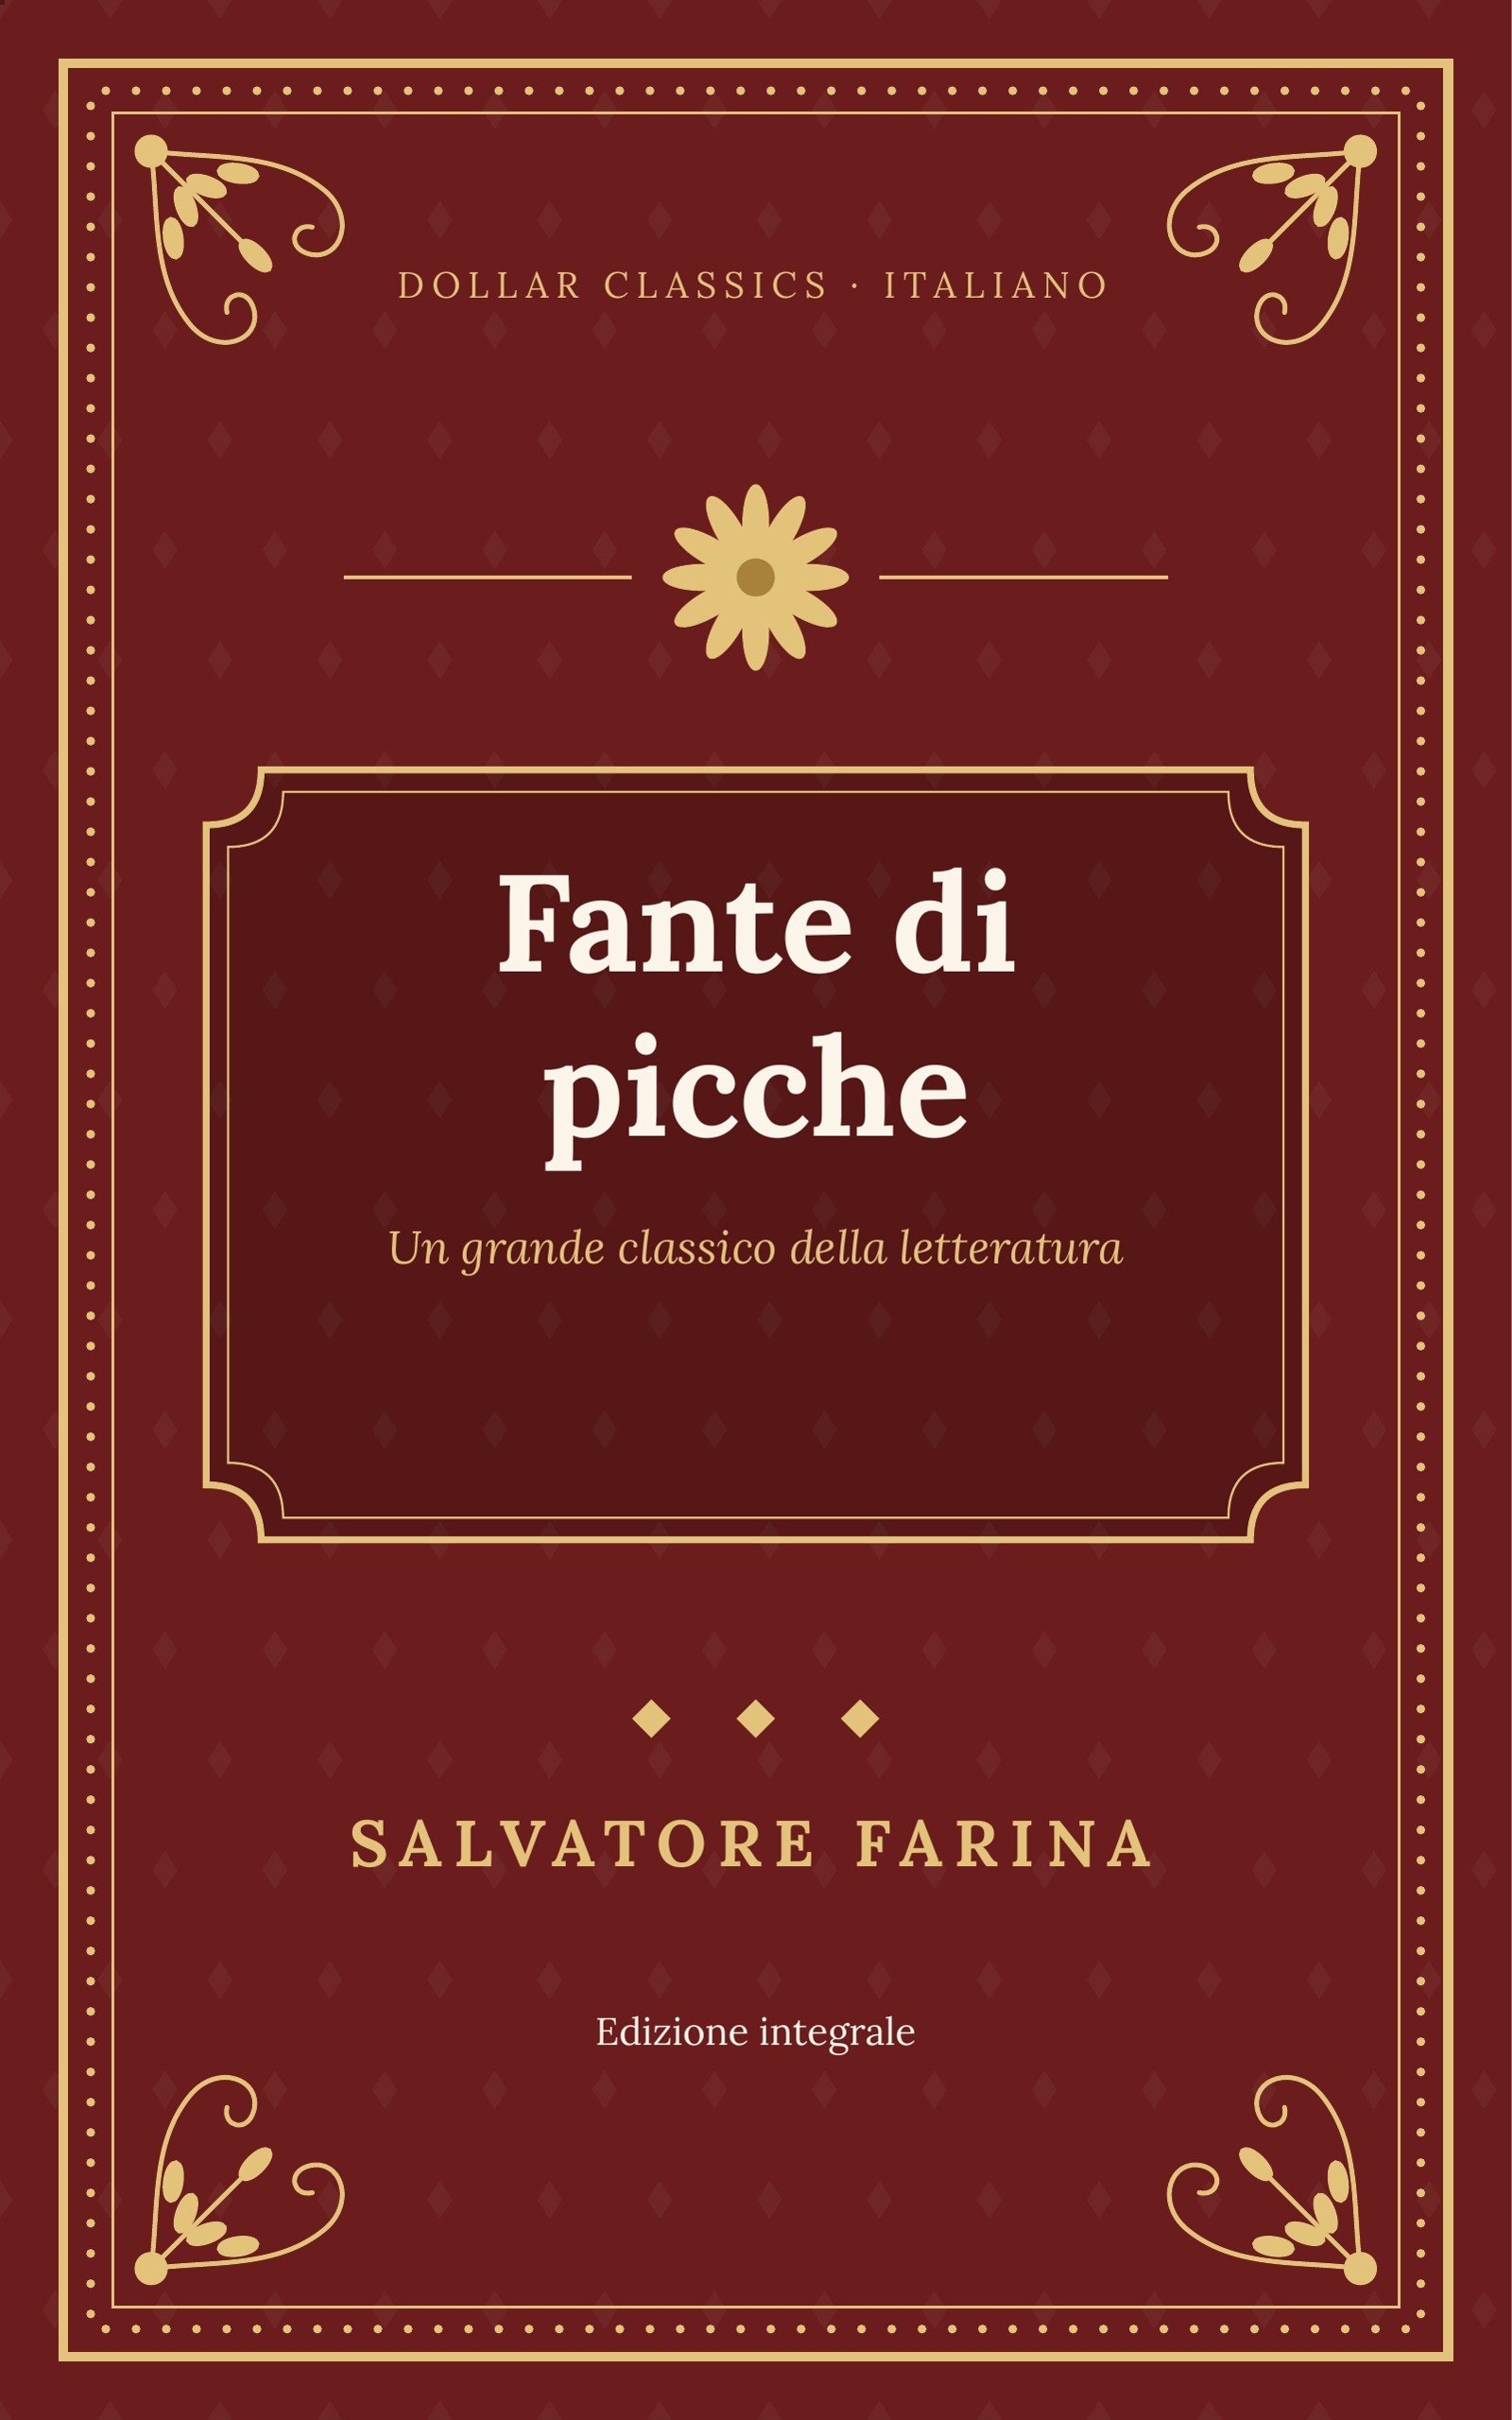 DOLLAR CLASSICS · ITALIANO
Fante di
picche
Un grande classico della letteratura
SALVATORE FARINA
Edizione integrale